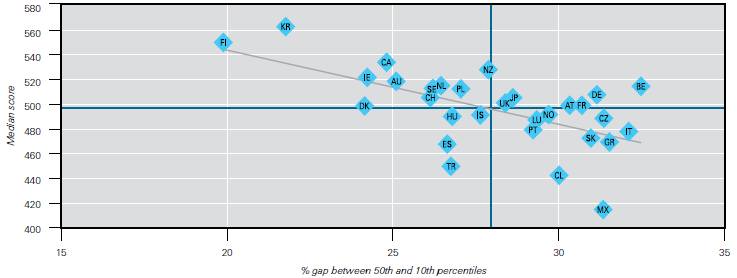 580
560
540
520
500
480
460
440
420
400
Median score
KR
FI
CA
NZ
IE
AU
BE
SE NL PL
DE
CH
UK JP
DK
AT FR
HU
IS
LU NO
CZ
PT
IT
SK
GR
ES
TR
CL
MX
15 20 25 30 35
% gap between 50th and 10th percentiles